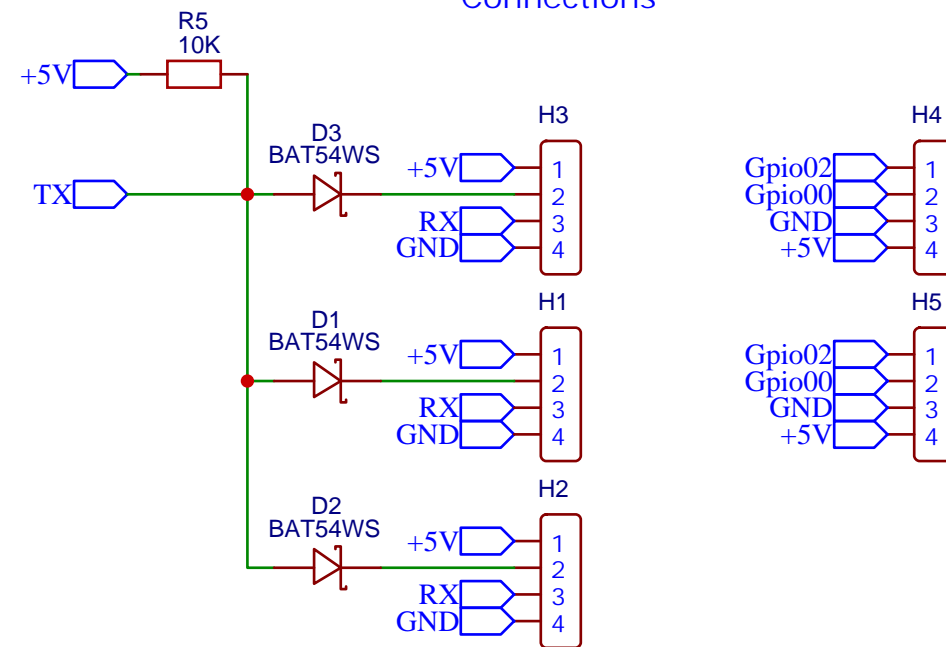 Connections
R5
10K
+5V
TX
D3
BAT54WS
H3
+5V
RX
GND
1
2
3
4
D1
BAT54WS
H1
+5V
RX
GND
1
2
3
4
D2
BAT54WS
H2
+5V
RX
GND
1
2
3
4
H4
Gpio02
Gpio00
GND
+5V
1
2
3
4
H5
Gpio02
Gpio00
GND
+5V
1
2
3
4